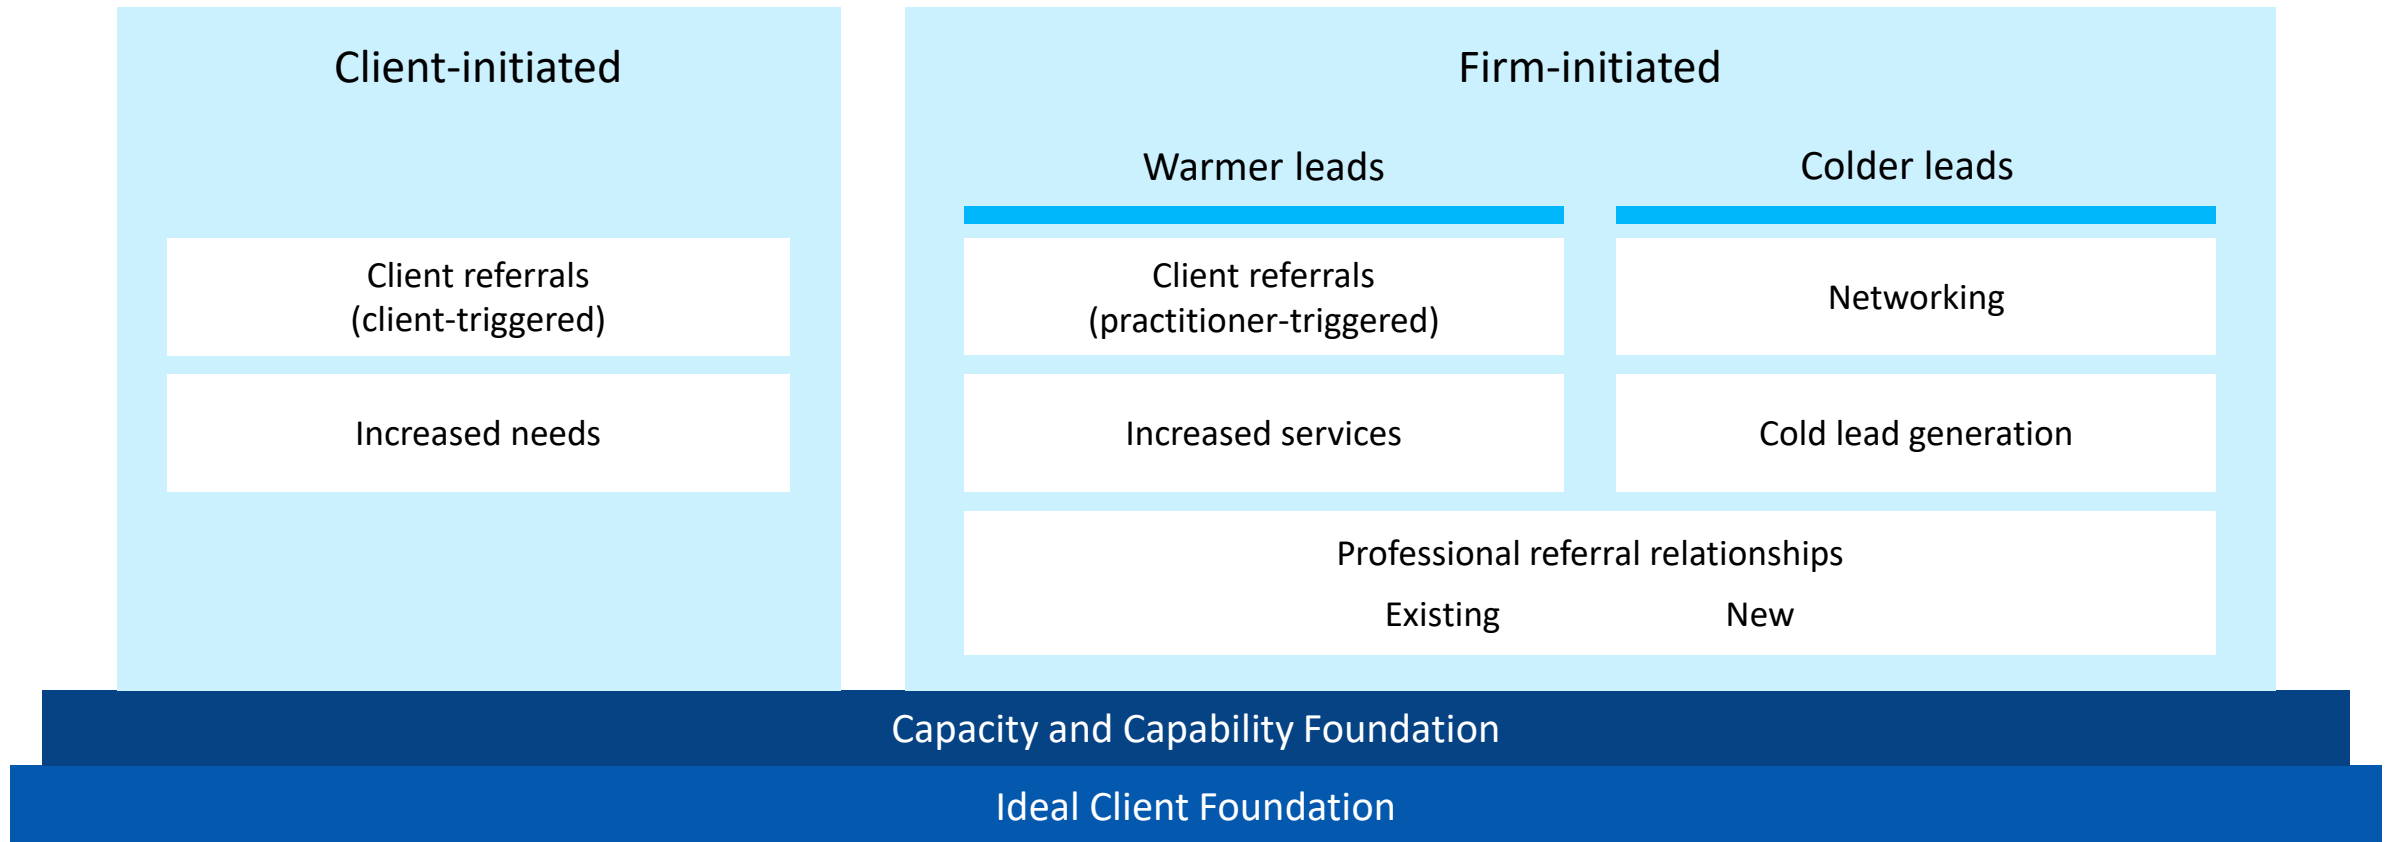 Client-initiated
Client referrals
(client-triggered)
Increased needs
Firm-initiated
Warmer leads
Client referrals
(practitioner-triggered)
Increased services
Colder leads
Networking
Cold lead generation
Professional referral relationships
Existing
New
Capacity and Capability Foundation
Ideal Client Foundation